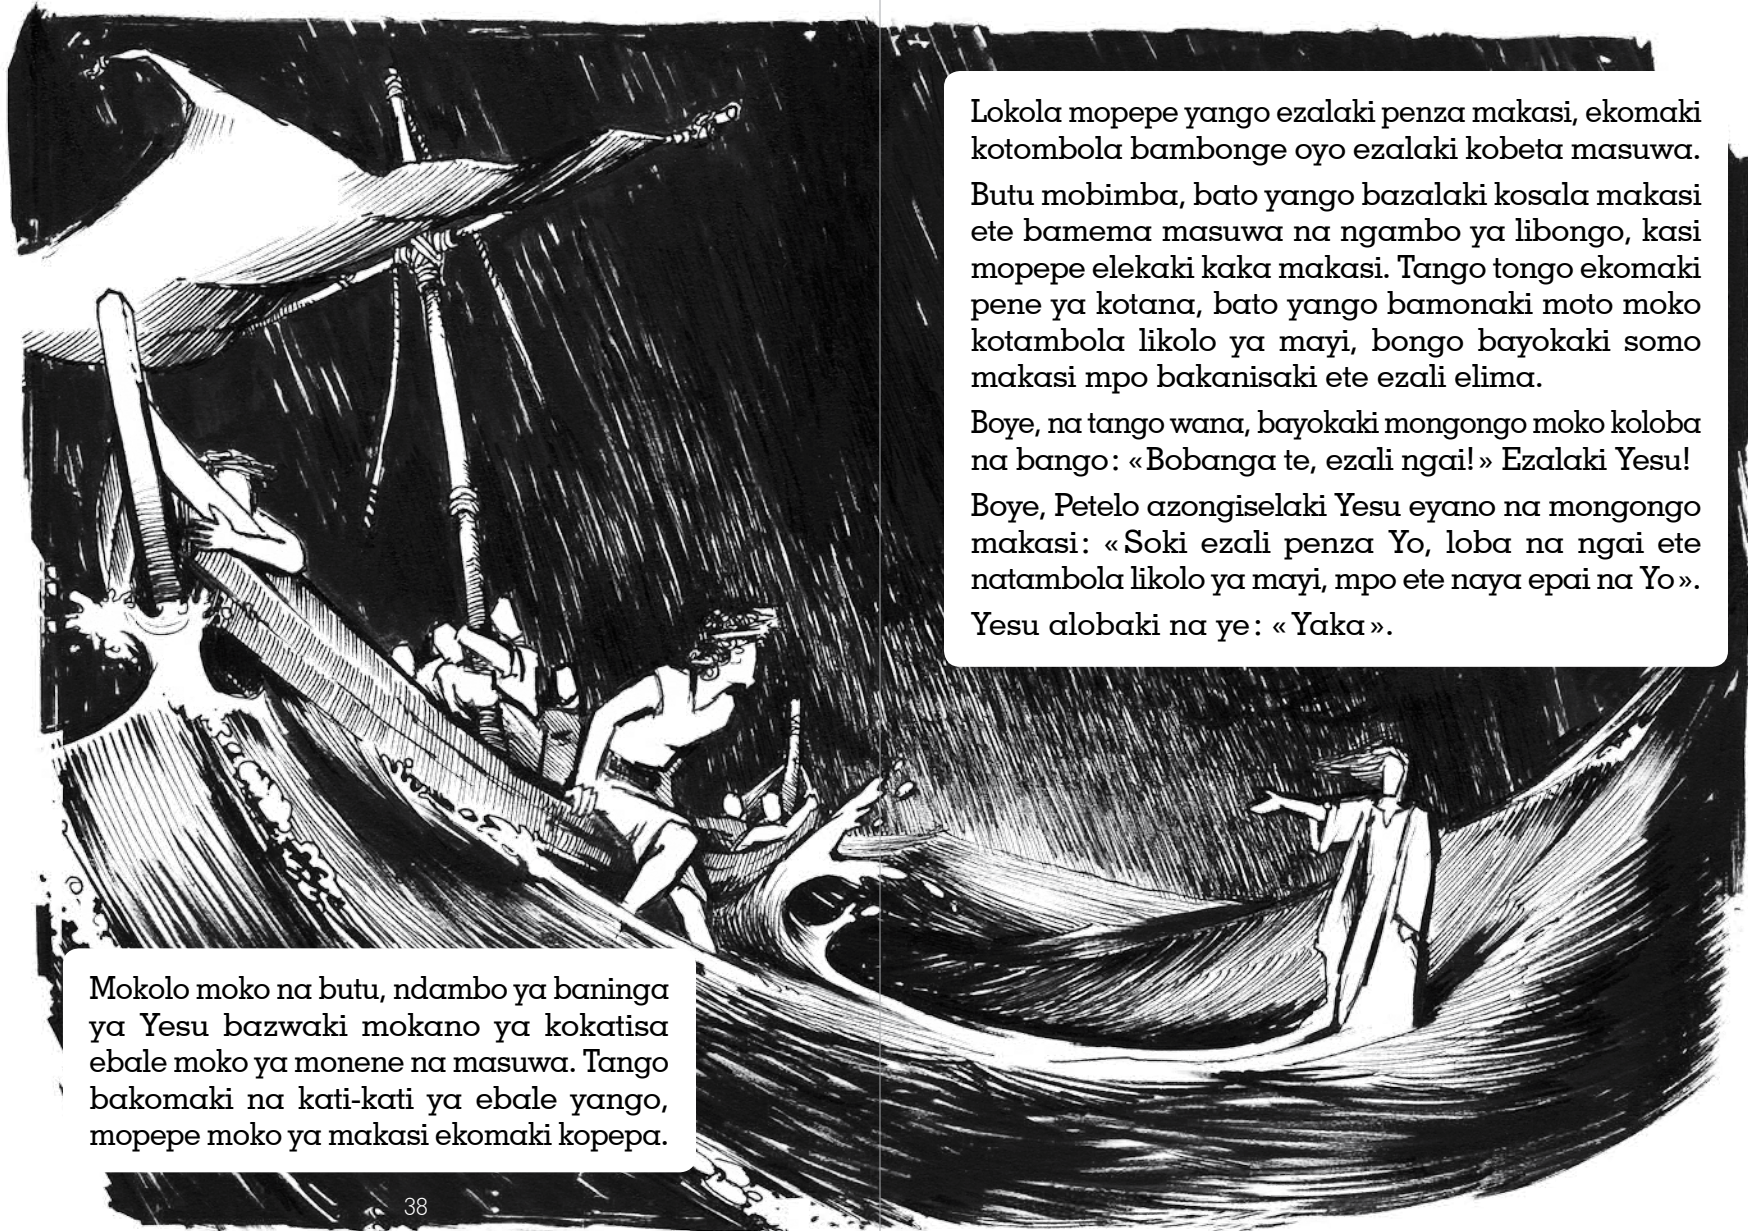 Mokolo moko na butu, ndambo ya baninga
ya Yesu bazwaki mokano ya kokatisa
ebale moko ya monene na masuwa. Tango
bakomaki na kati-kati ya ebale yango,
mopepe moko ya makasi ekomaki kopepa.
38
Lokola mopepe yango ezalaki penza makasi, ekomaki
kotombola bambonge oyo ezalaki kobeta masuwa.
Butu mobimba, bato yango bazalaki kosala makasi
ete bamema masuwa na ngambo ya libongo, kasi
mopepe elekaki kaka makasi. Tango tongo ekomaki
pene ya kotana, bato yango bamonaki moto moko
kotambola likolo ya mayi, bongo bayokaki somo
makasi mpo bakanisaki ete ezali elima.
Boye, na tango wana, bayokaki mongongo moko koloba
na bango : « Bobanga te, ezali ngai! » Ezalaki Yesu!
Boye, Petelo azongiselaki Yesu eyano na mongongo
makasi : « Soki ezali penza Yo, loba na ngai ete
natambola likolo ya mayi, mpo ete naya epai na Yo ».
Yesu alobaki na ye : « Yaka ».